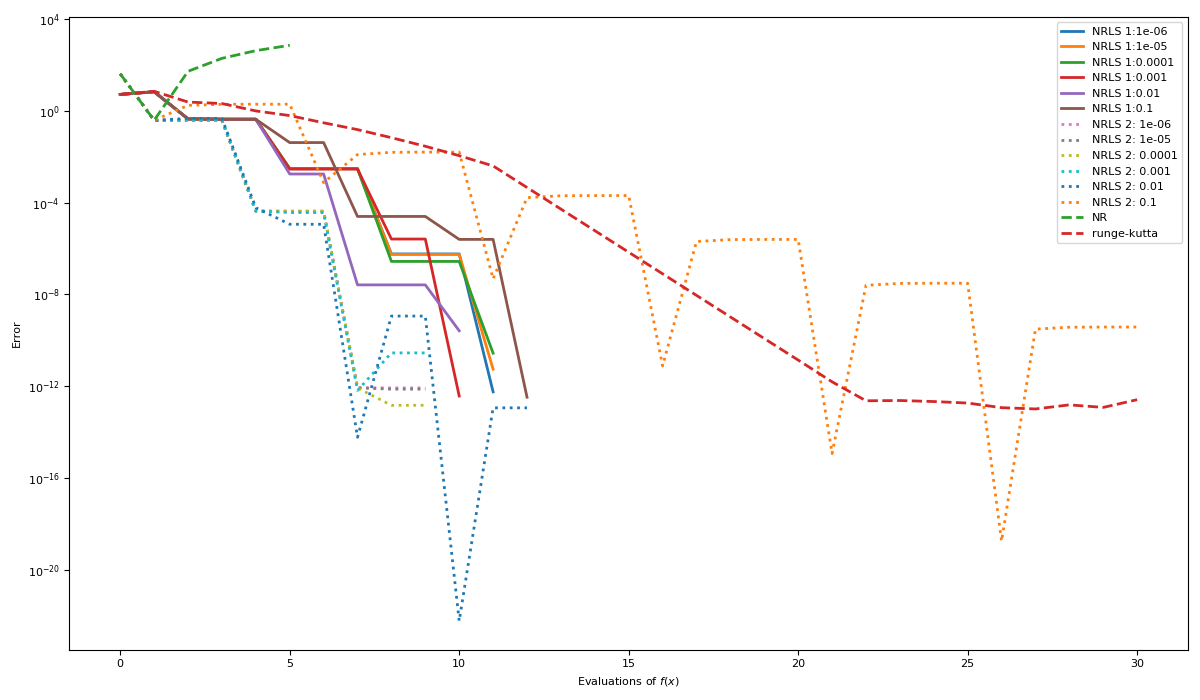 10^4
10^0
10^-4
10^-8
10^-12
10^-16
10^-20
Error
0 5 10 15 20 25 30
Evaluations of f(x)
NRLS 1:1e-06
NRLS 1:1e-05
NRLS 1:0.0001
NRLS 1:0.001
NRLS 1:0.01
NRLS 1:0.1
NRLS 2: 1e-06
NRLS 2: 1e-05
NRLS 2: 0.0001
NRLS 2: 0.001
NRLS 2: 0.01
NRLS 2: 0.1
NR
runge-kutta